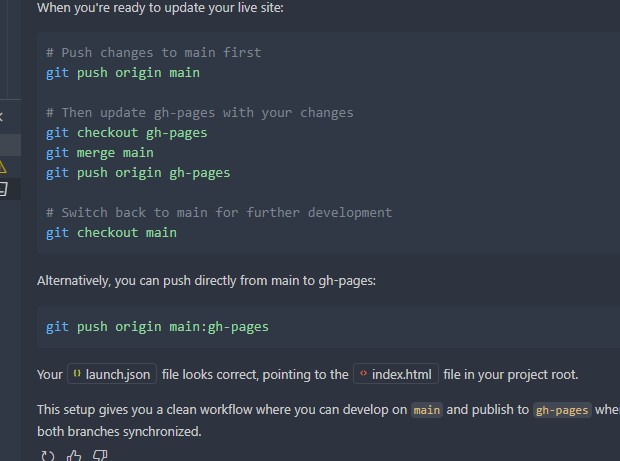 When you're ready to update your live site:
# Push changes to main first
git push origin main
# Then update gh-pages with your changes
git checkout gh-pages
git merge main
git push origin gh-pages
# Switch back to main for further development
git checkout main
Alternatively, you can push directly from main to gh-pages:
git push origin main:gh-pages
Your launch.json file looks correct, pointing to the index.html file in your project root.
This setup gives you a clean workflow where you can develop on main and publish to gh-pages
both branches synchronized.